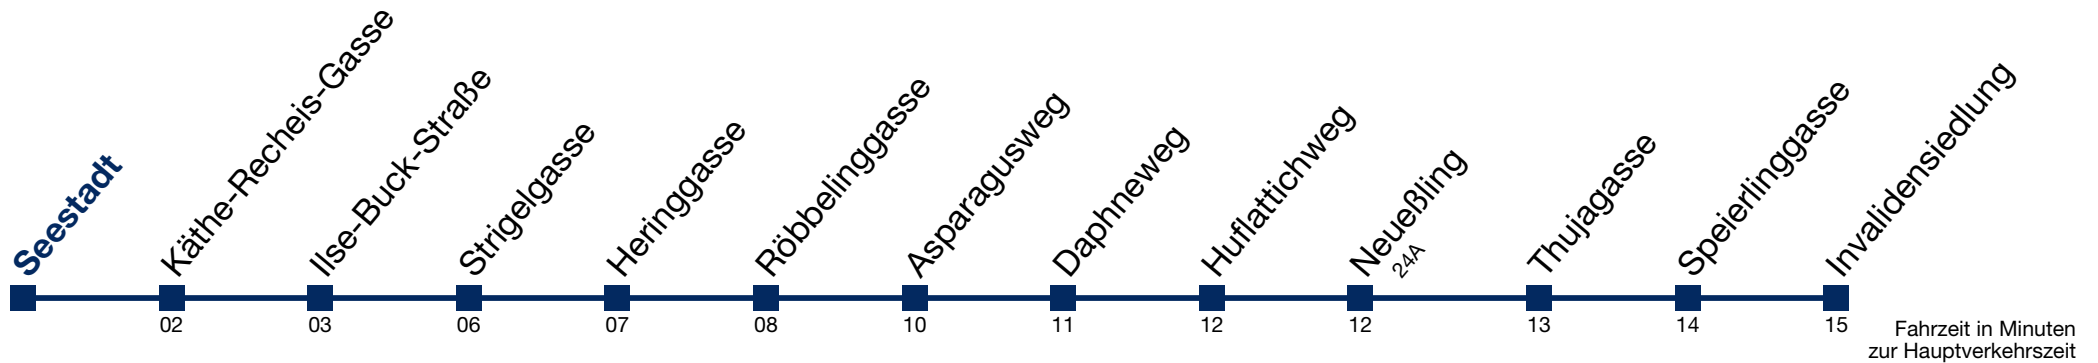 Seestadt
Käthe-Recheis-Gasse
Ilse-Buck-Straße
Strigelgasse
Heringgasse
Röbbelinggasse
Asparagusweg
Daphneweg
Huflattichweg
Neueßling
24A
Thujagasse
Speierlinggasse
Invalidensiedlung
02
03
06
07
08
10
11
12
12
13
14
15
Fahrzeit in Minuten
zur Hauptverkehrszeit